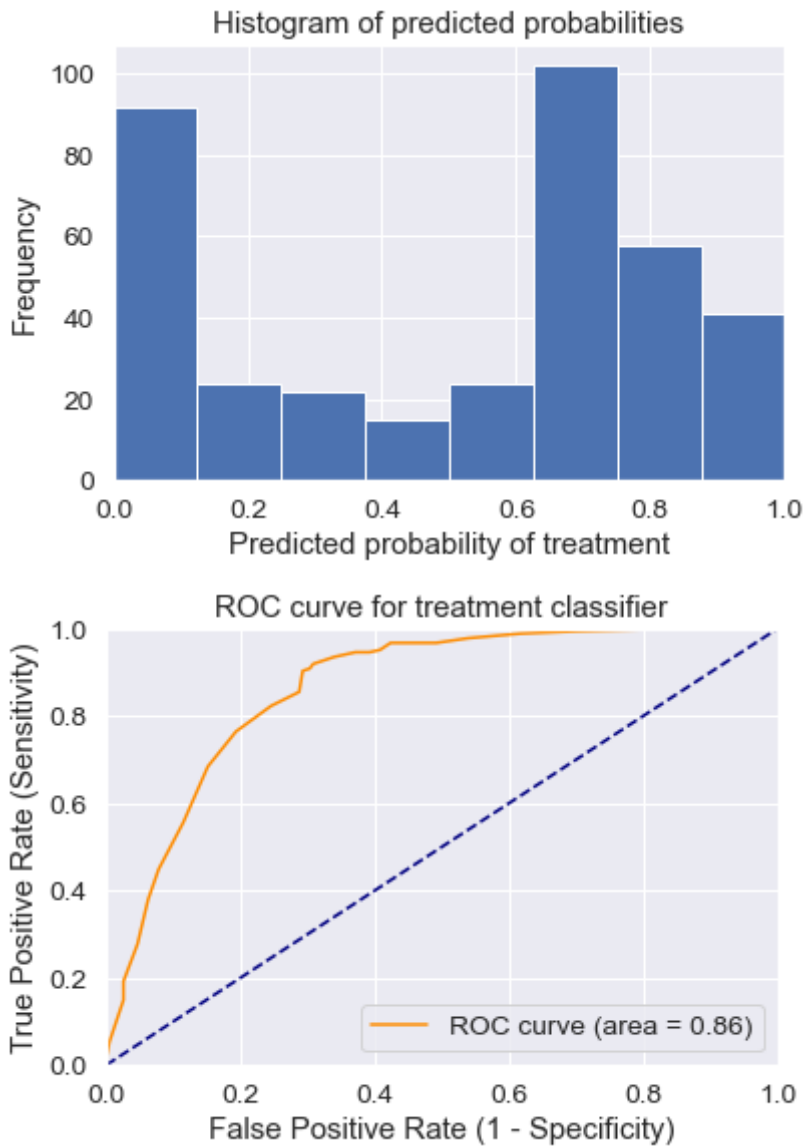 Histogram of predicted probabilities
100
80
60
40
20
0
Frequency
0.0 0.2 0.4 0.6 0.8 1.0
Predicted probability of treatment
ROC curve for treatment classifier
1.0
0.8
0.6
0.4
0.2
0.0
True Positive Rate (Sensitivity)
ROC curve (area = 0.86)
0.0 0.2 0.4 0.6 0.8 1.0
False Positive Rate (1 - Specificity)